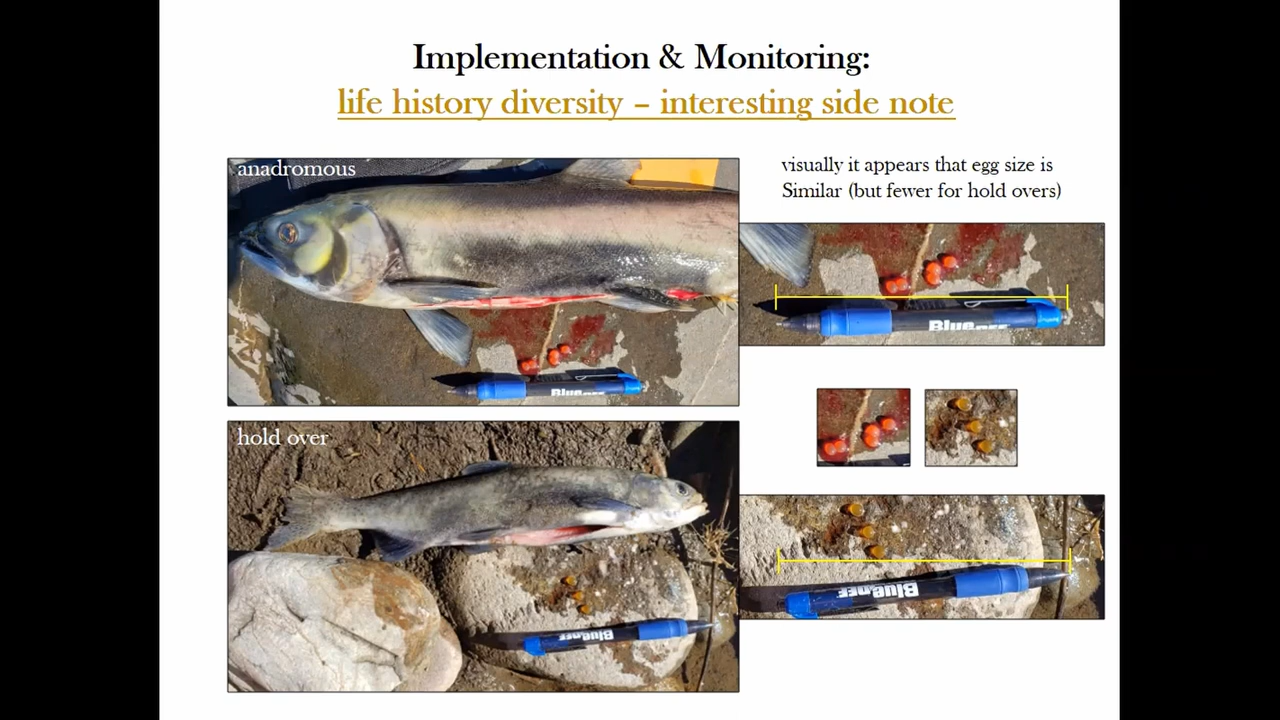 Implementation & Monitoring:
life history diversity – interesting side note
anadromous
visually it appears that egg size is
Similar (but fewer for hold overs)
hold over